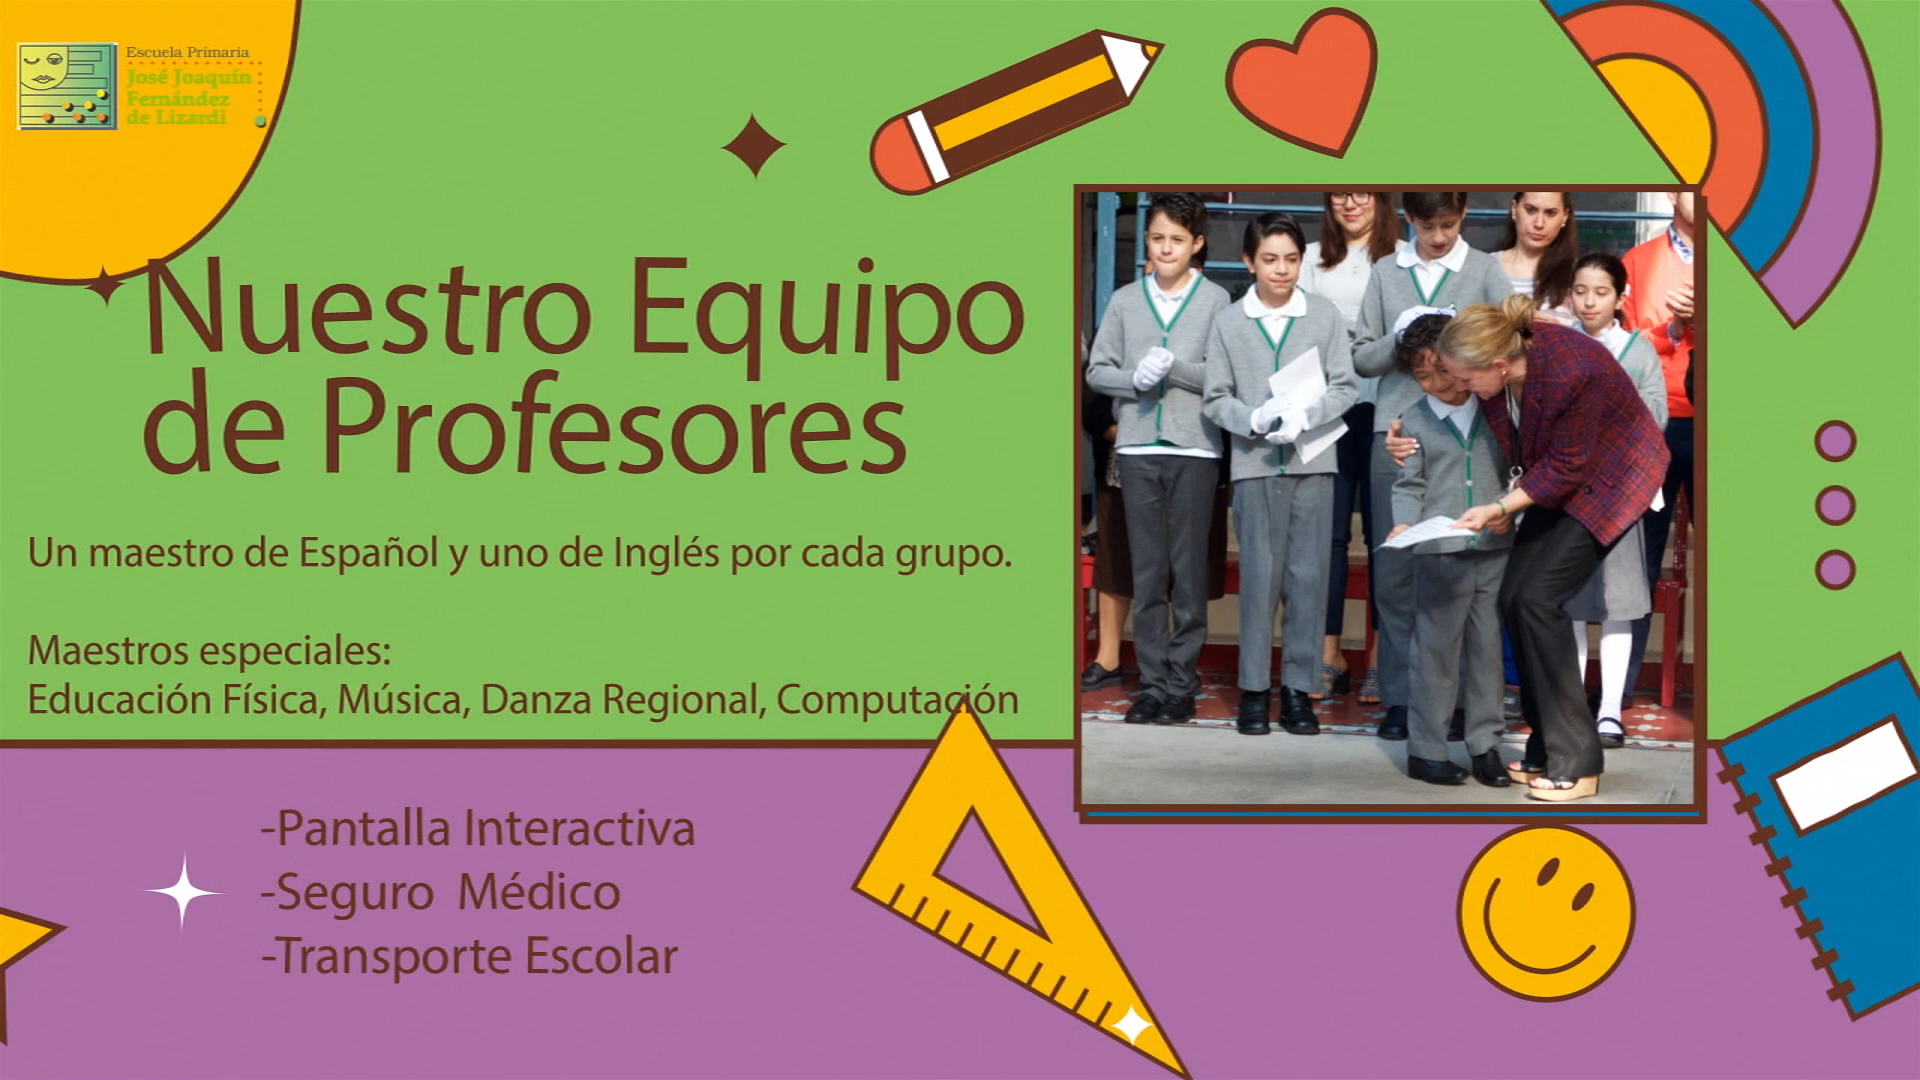 Escuela Primaria
José Joaquín
Fernández
de Lizardi
Nuestro Equipo
de Profesores
Un maestro de Español y uno de Inglés por cada grupo.
Maestros especiales:
Educación Física, Música, Danza Regional, Computación
-Pantalla Interactiva
-Seguro Médico
-Transporte Escolar